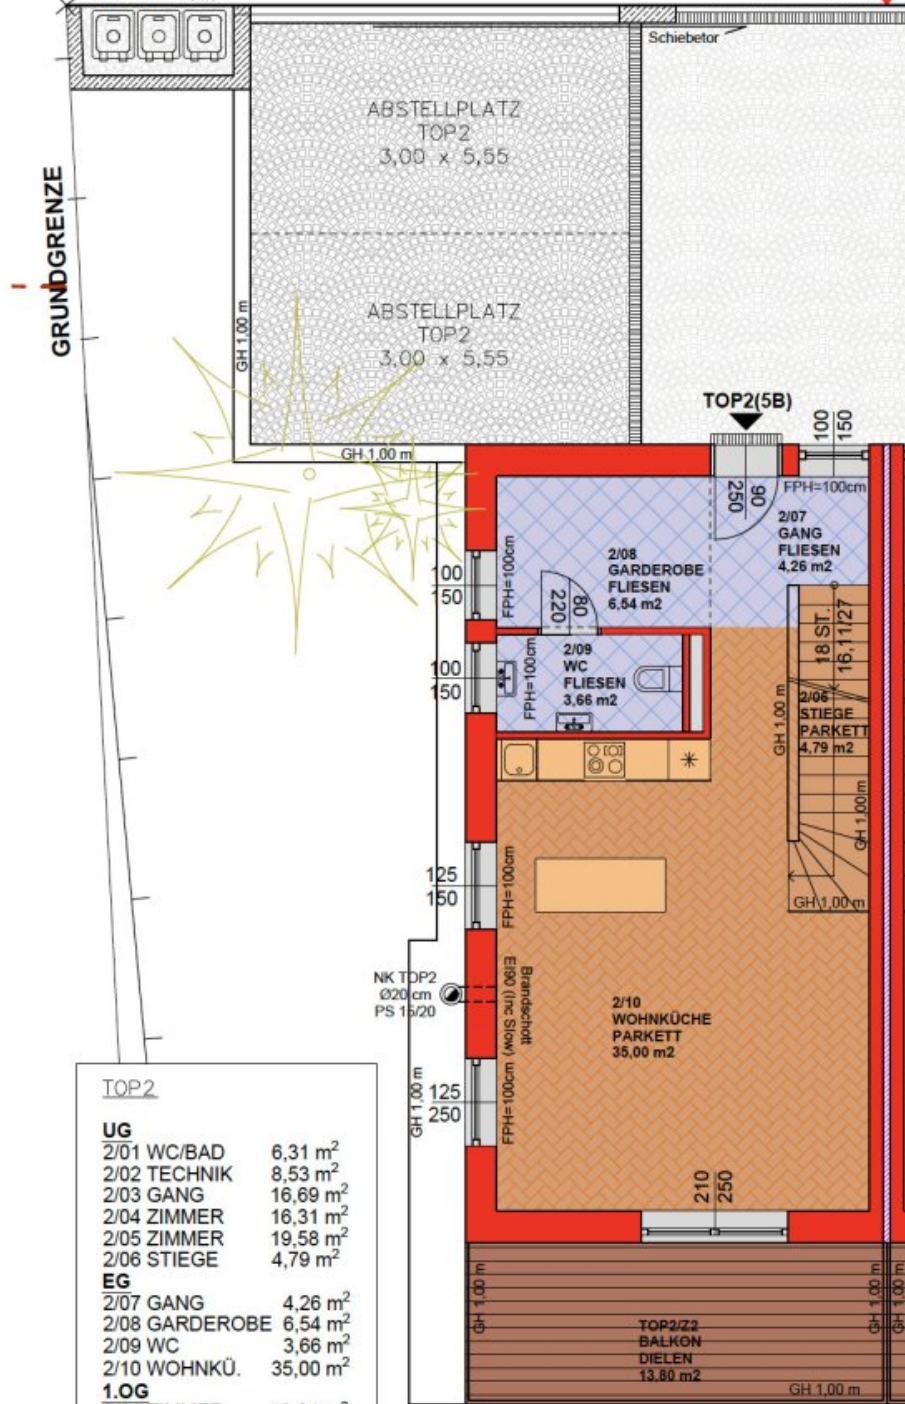 Schiebetor
ABSTELLPLATZ
TOP2
3,00 x 5,55
GRUNDGRENZE
ABSTELLPLATZ
TOP2
3,00 x 5,55
GH 1,00 m
GH 1,00 m
TOP2(5B)
100
150
90
250
FPH=100cm
2/07
GANG
FLIESEN
4,26 m2
2/08
GARDEROBE
FLIESEN
6,54 m2
100
150
FPH=100cm
80
220
18 ST.
16,11/27
2/09
WC
FLIESEN
3,66 m2
100
150
FPH=100cm
GH 1,00 m
2/06
STIEGE
PARKETT
4,79 m2
GH 1,00 m
GH 1,00 m
125
150
FPH=100cm
NK TOP2
Ø20 cm
PS 15/20
Brandschott
EI90 (inc Slow)
2/10
WOHNKÜCHE
PARKETT
35,00 m2
125
250
FPH=100cm
GH 1,00 m
210
250
TOP2
UG
2/01 WC/BAD 6,31 m²
2/02 TECHNIK 8,53 m²
2/03 GANG 16,69 m²
2/04 ZIMMER 16,31 m²
2/05 ZIMMER 19,58 m²
2/06 STIEGE 4,79 m²
EG
2/07 GANG 4,26 m²
2/08 GARDEROBE 6,54 m²
2/09 WC 3,66 m²
2/10 WOHNKÜ. 35,00 m²
1.OG
GH 1,00 m
TOP2/Z2
BALKON
DIELEN
13,80 m2
GH 1,00 m
GH 1,00 m
GH 1,00 m